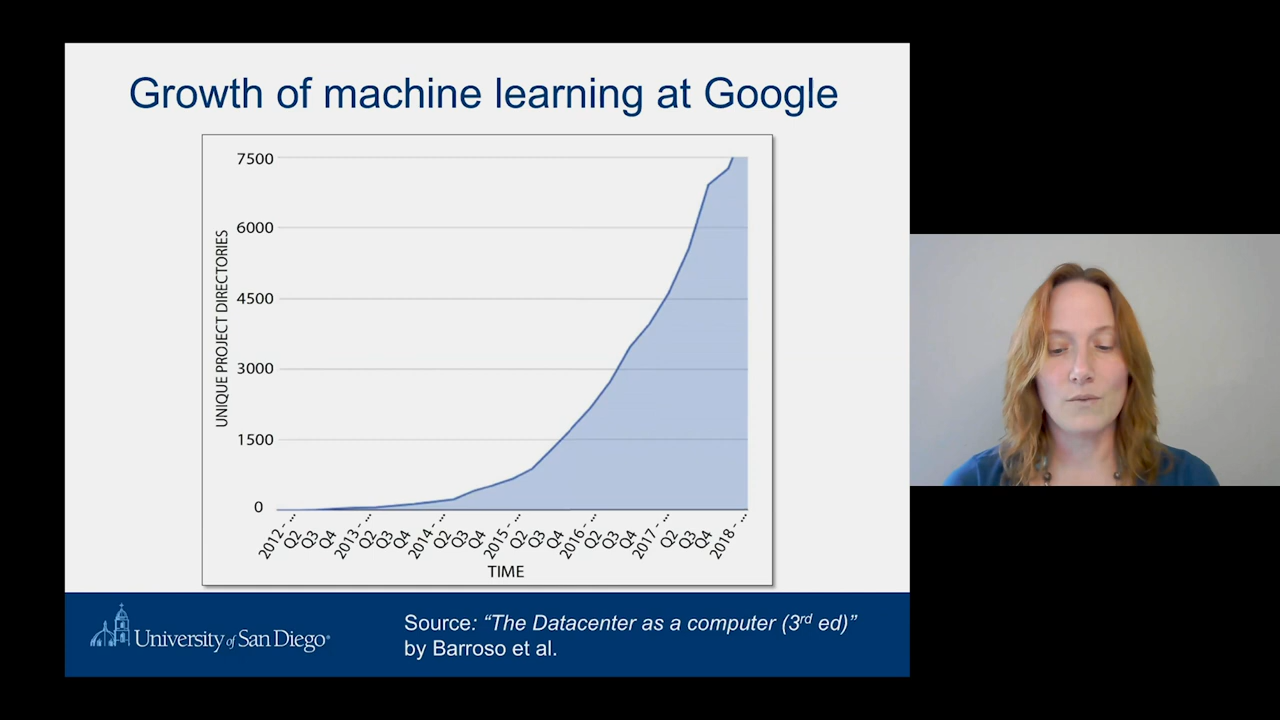 Growth of machine learning at Google
7500
6000
4500
3000
1500
0
UNIQUE PROJECT DIRECTORIES
2012 - ...
Q2
Q3
Q4
2013 - ...
Q2
Q3
Q4
2014 - ...
Q2
Q3
Q4
2015 - ...
Q2
Q3
Q4
2016 - ...
Q2
Q3
Q4
2017 - ...
Q2
Q3
Q4
2018 - ...
TIME
University of San Diego®
Source: “The Datacenter as a computer (3rd ed)”
by Barroso et al.